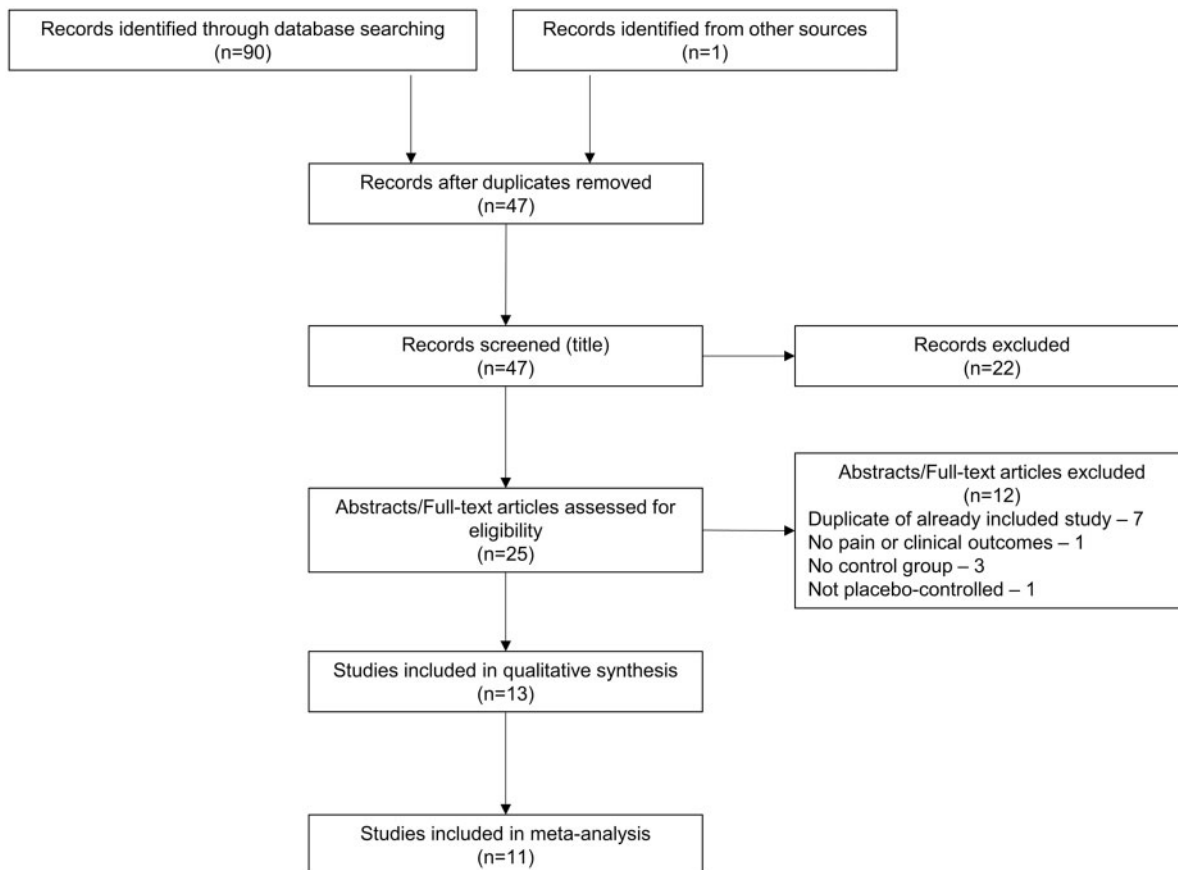 Records identified through database searching
(n=90)
Records identified from other sources
(n=1)
Records after duplicates removed
(n=47)
Records screened (title)
(n=47)
Records excluded
(n=22)
Abstracts/Full-text articles assessed for
eligibility
(n=25)
Abstracts/Full-text articles excluded
(n=12)
Duplicate of already included study – 7
No pain or clinical outcomes – 1
No control group – 3
Not placebo-controlled – 1
Studies included in qualitative synthesis
(n=13)
Studies included in meta-analysis
(n=11)